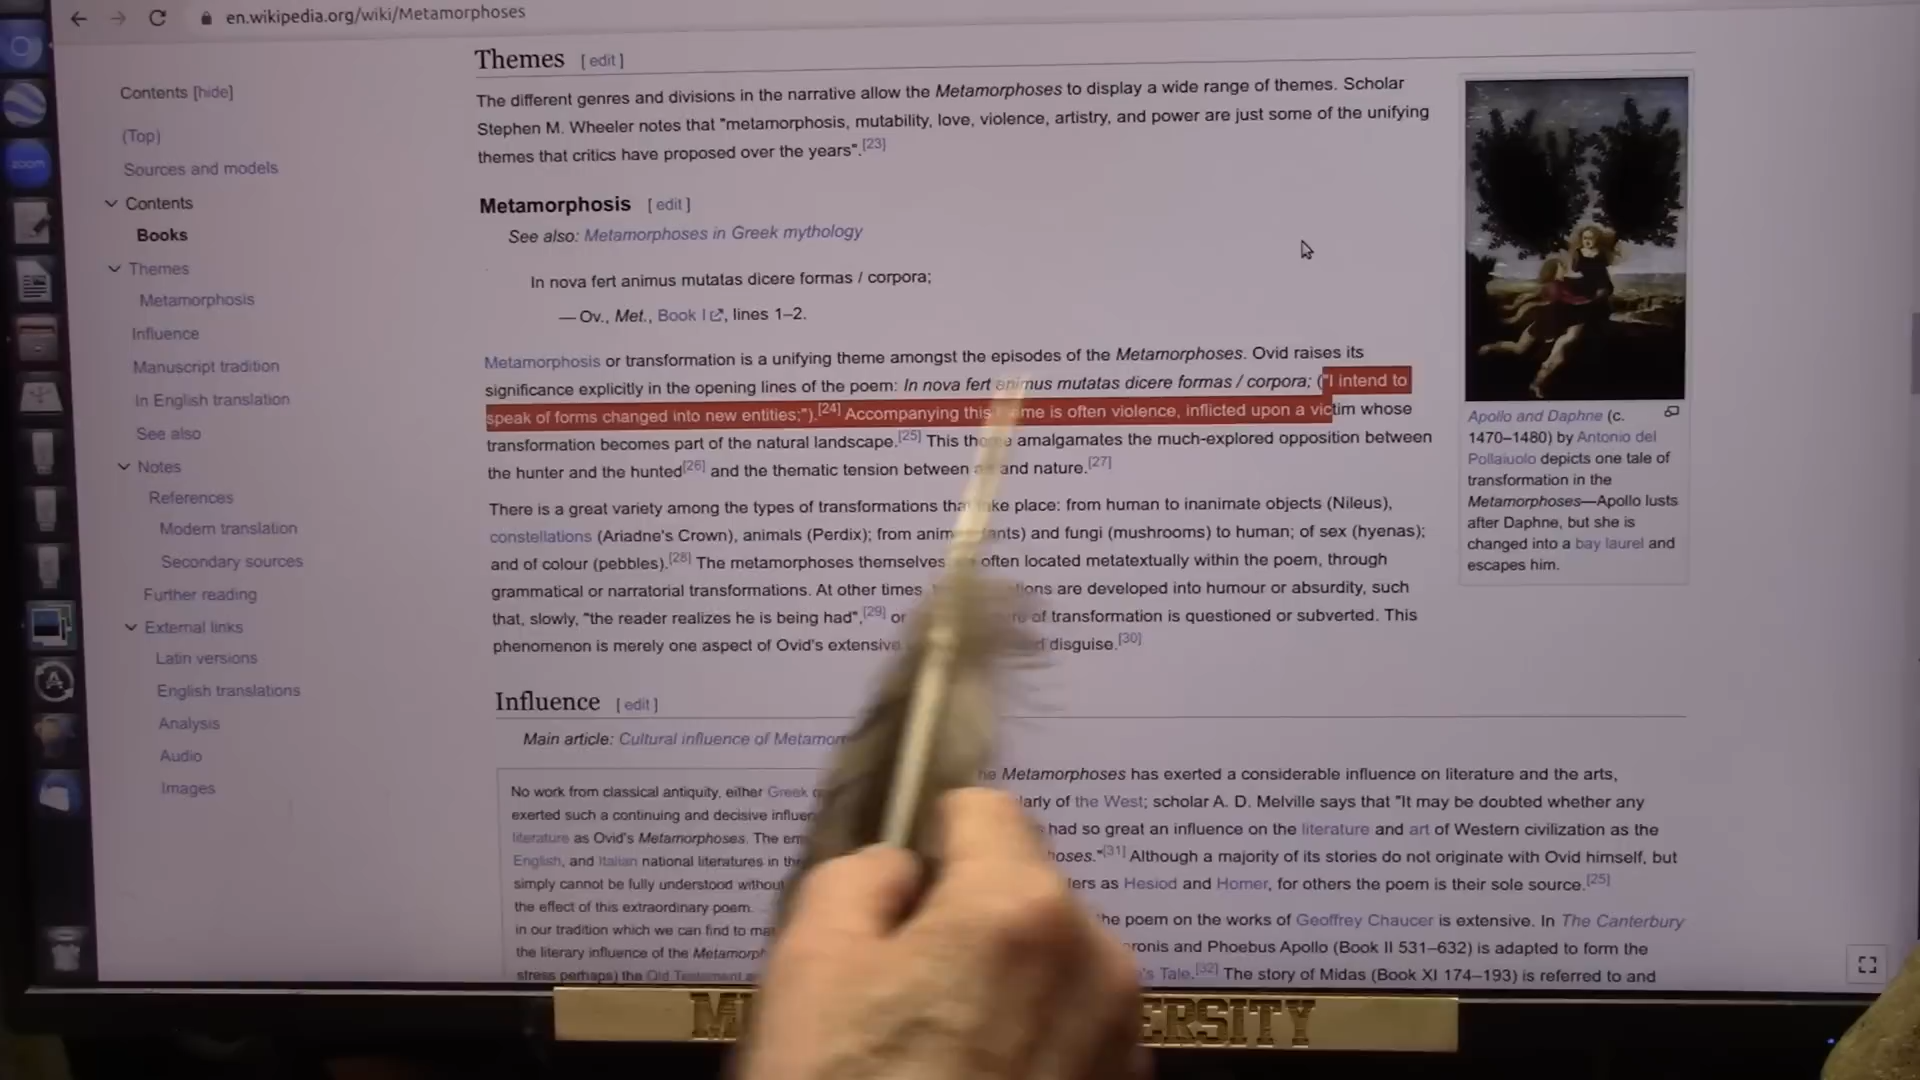 en.wikipedia.org/wiki/Metamorphoses
zoom
Contents [hide]
(Top)
Sources and models
Contents
Books
Themes
Metamorphosis
Influence
Manuscript tradition
In English translation
See also
Notes
References
Modern translation
Secondary sources
Further reading
External links
Latin versions
English translations
Analysis
Audio
Images
Themes [ edit ]
The different genres and divisions in the narrative allow the Metamorphoses to display a wide range of themes. Scholar
Stephen M. Wheeler notes that "metamorphosis, mutability, love, violence, artistry, and power are just some of the unifying
themes that critics have proposed over the years".[23]
Metamorphosis [ edit ]
See also: Metamorphoses in Greek mythology
In nova fert animus mutatas dicere formas / corpora;
— Ov., Met., Book I, lines 1–2.
Metamorphosis or transformation is a unifying theme amongst the episodes of the Metamorphoses. Ovid raises its
significance explicitly in the opening lines of the poem: In nova fert animus mutatas dicere formas / corpora; ("I intend to
speak of forms changed into new entities;").[24] Accompanying this is often violence, inflicted upon a victim whose
transformation becomes part of the natural landscape.[25] This amalgamates the much-explored opposition between
the hunter and the hunted[26] and the thematic tension between and nature.[27]
There is a great variety among the types of transformations that take place: from human to inanimate objects (Nileus),
constellations (Ariadne's Crown), animals (Perdix); from and fungi (mushrooms) to human; of sex (hyenas);
and of colour (pebbles).[28] The metamorphoses themselves often located metatextually within the poem, through
grammatical or narratorial transformations. At other times, are developed into humour or absurdity, such
that, slowly, "the reader realizes he is being had",[29] or of transformation is questioned or subverted. This
phenomenon is merely one aspect of Ovid's extensive disguise.[30]
Apollo and Daphne (c.
1470–1480) by Antonio del
Pollaiuolo depicts one tale of
transformation in the
Metamorphoses—Apollo lusts
after Daphne, but she is
changed into a bay laurel and
escapes him.
Influence [ edit ]
Main article: Cultural influence of
No work from classical antiquity, either Greek
exerted such a continuing and decisive
literature as Ovid's Metamorphoses. The
English, and Italian national literatures in
simply cannot be fully understood without
the effect of this extraordinary poem.
in our tradition which we can find to
the literary influence of the
stress perhaps) the Old Testament
Metamorphoses has exerted a considerable influence on literature and the arts,
of the West; scholar A. D. Melville says that "It may be doubted whether any
had so great an influence on the literature and art of Western civilization as the
[31] Although a majority of its stories do not originate with Ovid himself, but
as Hesiod and Homer, for others the poem is their sole source.[25]
the poem on the works of Geoffrey Chaucer is extensive. In The Canterbury
and Phoebus Apollo (Book II 531–632) is adapted to form the
Tale.[32] The story of Midas (Book XI 174–193) is referred to and